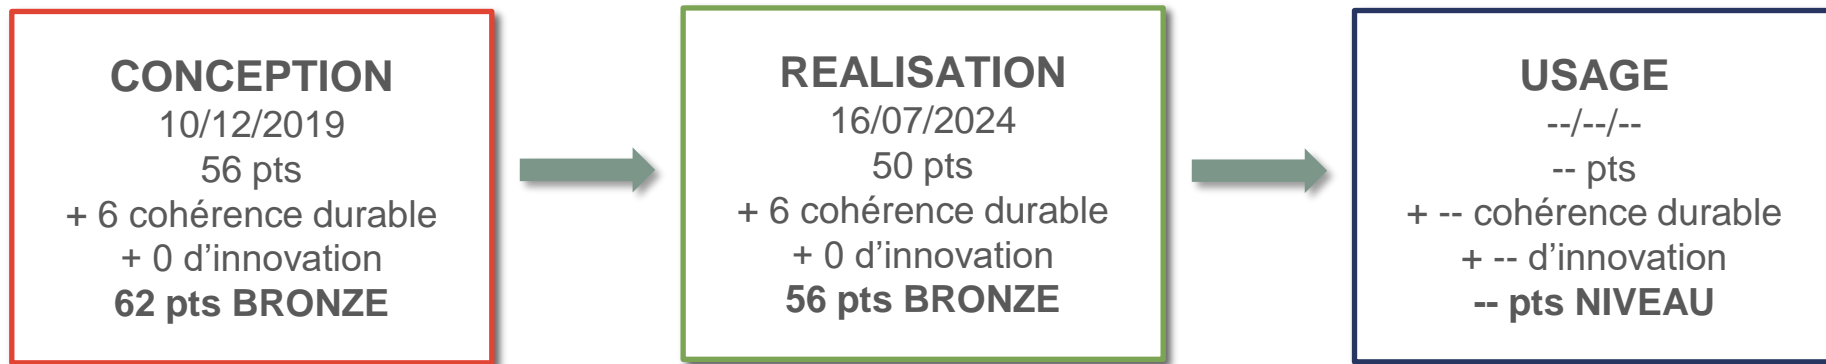 CONCEPTION
10/12/2019
56 pts
+ 6 cohérence durable
+ 0 d’innovation
62 pts BRONZE
REALISATION
16/07/2024
50 pts
+ 6 cohérence durable
+ 0 d’innovation
56 pts BRONZE
USAGE
--/--/--
-- pts
+ -- cohérence durable
+ -- d’innovation
-- pts NIVEAU